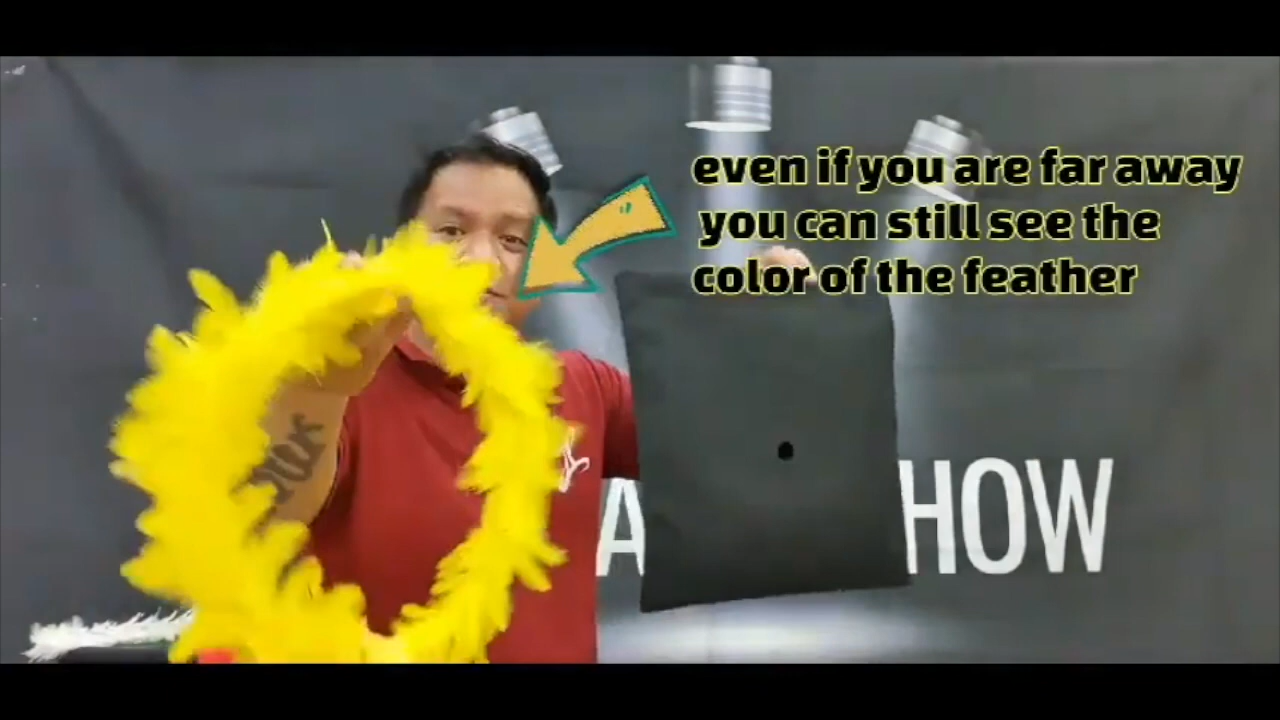 even if you are far away
you can still see the
color of the feather
A HOW